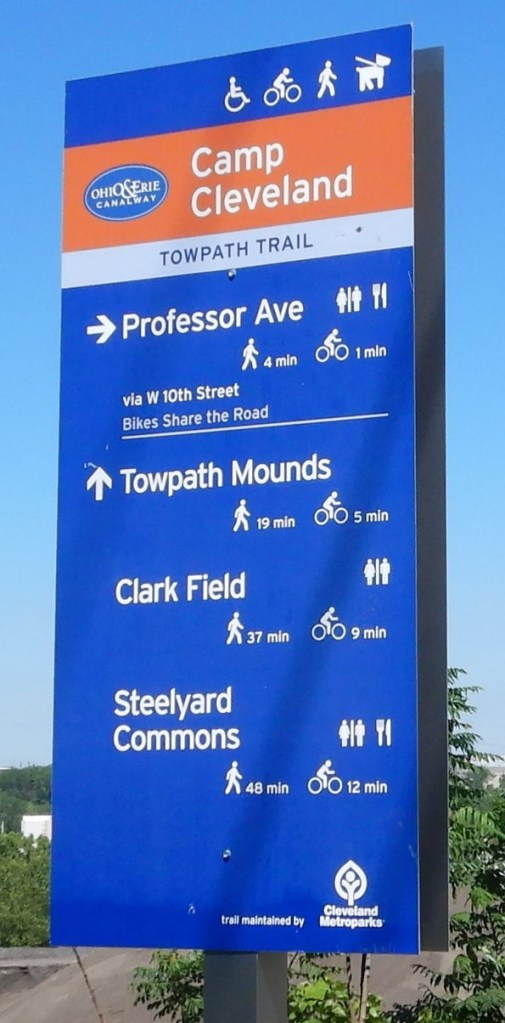 OHIO&ERIE
CANALWAY
Camp
Cleveland
TOWPATH TRAIL
Professor Ave
4 min 1 min
via W 10th Street
Bikes Share the Road
Towpath Mounds
19 min 5 min
Clark Field
37 min 9 min
Steelyard
Commons
48 min 12 min
trail maintained by
Cleveland
Metroparks